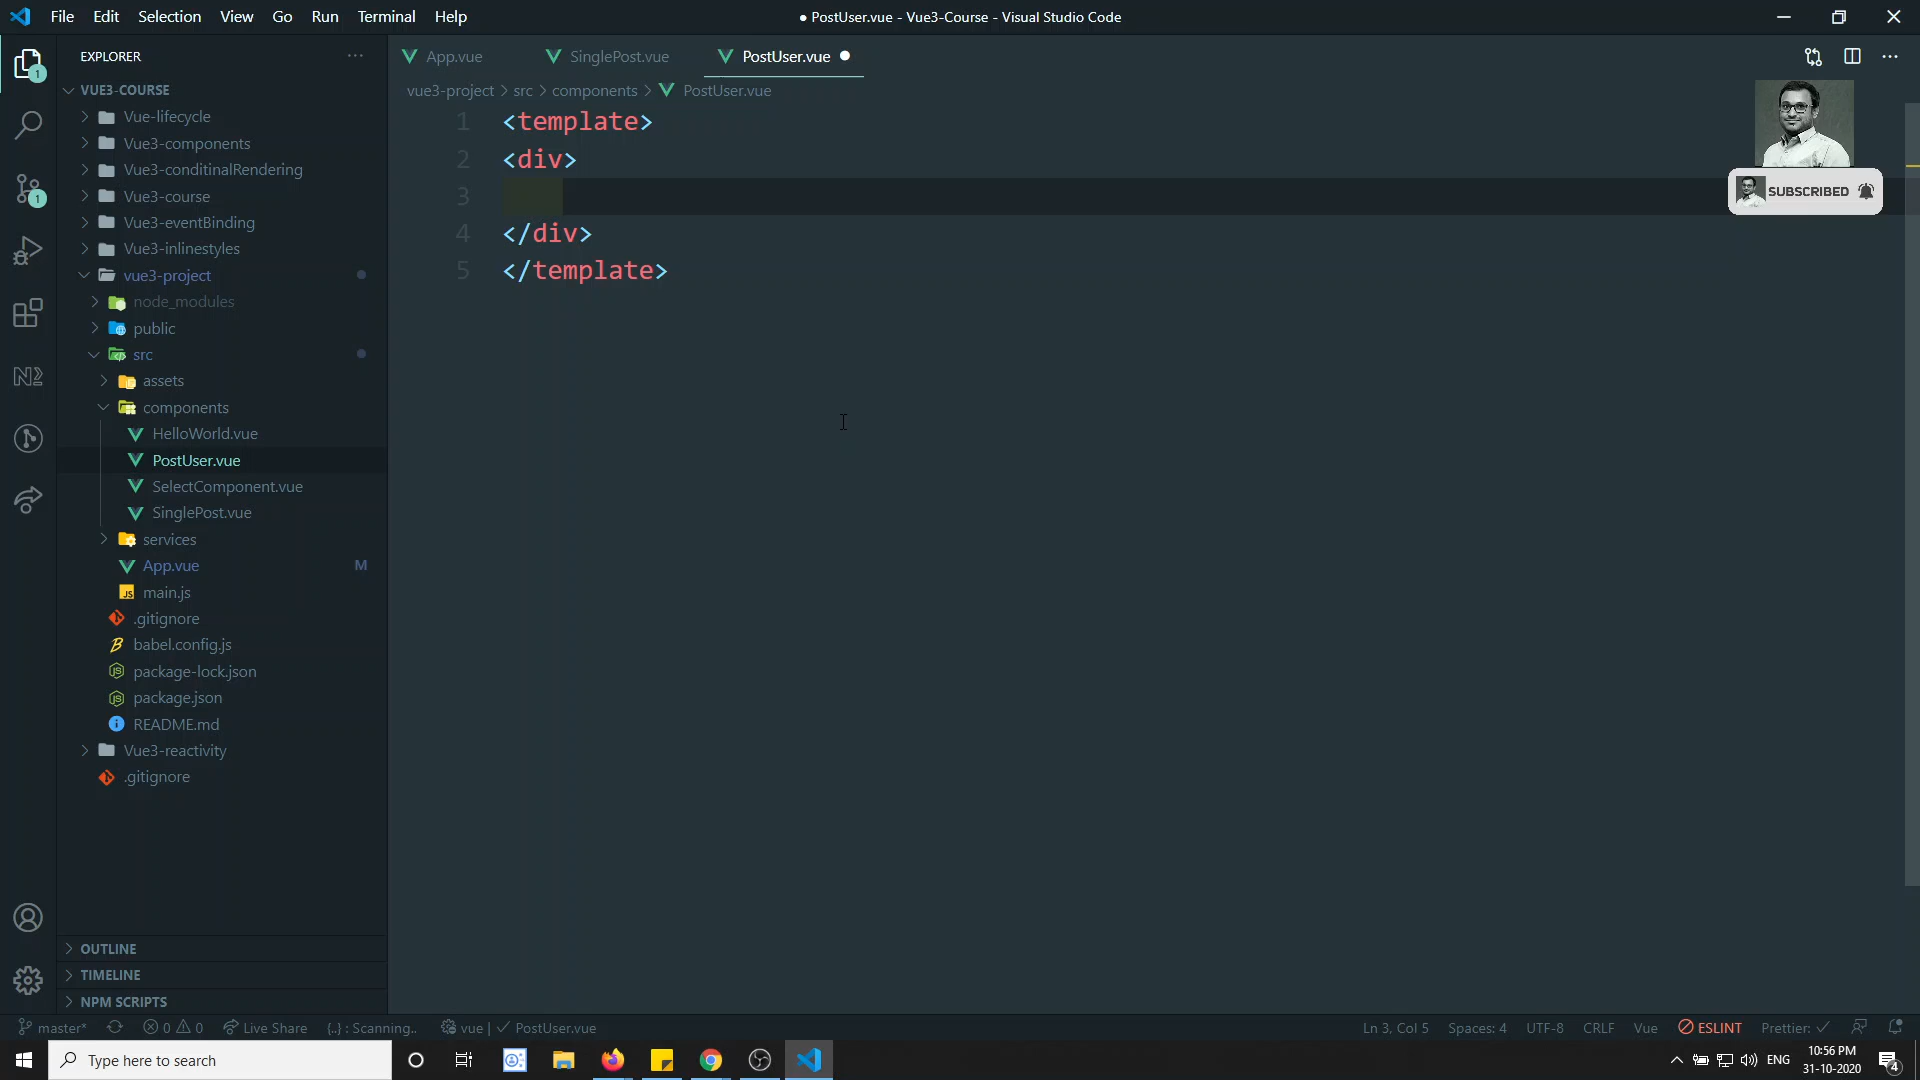 File Edit Selection View Go Run Terminal Help
● PostUser.vue - Vue3-Course - Visual Studio Code
EXPLORER
App.vue SinglePost.vue PostUser.vue
vue3-project > src > components > PostUser.vue
VUE3-COURSE
Vue-lifecycle
Vue3-components
Vue3-conditinalRendering
Vue3-course
Vue3-eventBinding
Vue3-inlinestyles
vue3-project
node_modules
public
src
assets
components
HelloWorld.vue
PostUser.vue
SelectComponent.vue
SinglePost.vue
services
App.vue M
main.js
.gitignore
babel.config.js
package-lock.json
package.json
README.md
Vue3-reactivity
.gitignore
1 <template>
2 <div>
3
4 </div>
5 </template>
SUBSCRIBED
OUTLINE
TIMELINE
NPM SCRIPTS
master* 0 0 Live Share {..} : Scanning.. vue | ✓ PostUser.vue Ln 3, Col 5 Spaces: 4 UTF-8 CRLF Vue ESLINT Prettier: ✓
Type here to search
ENG
10:56 PM
31-10-2020
4
1
1